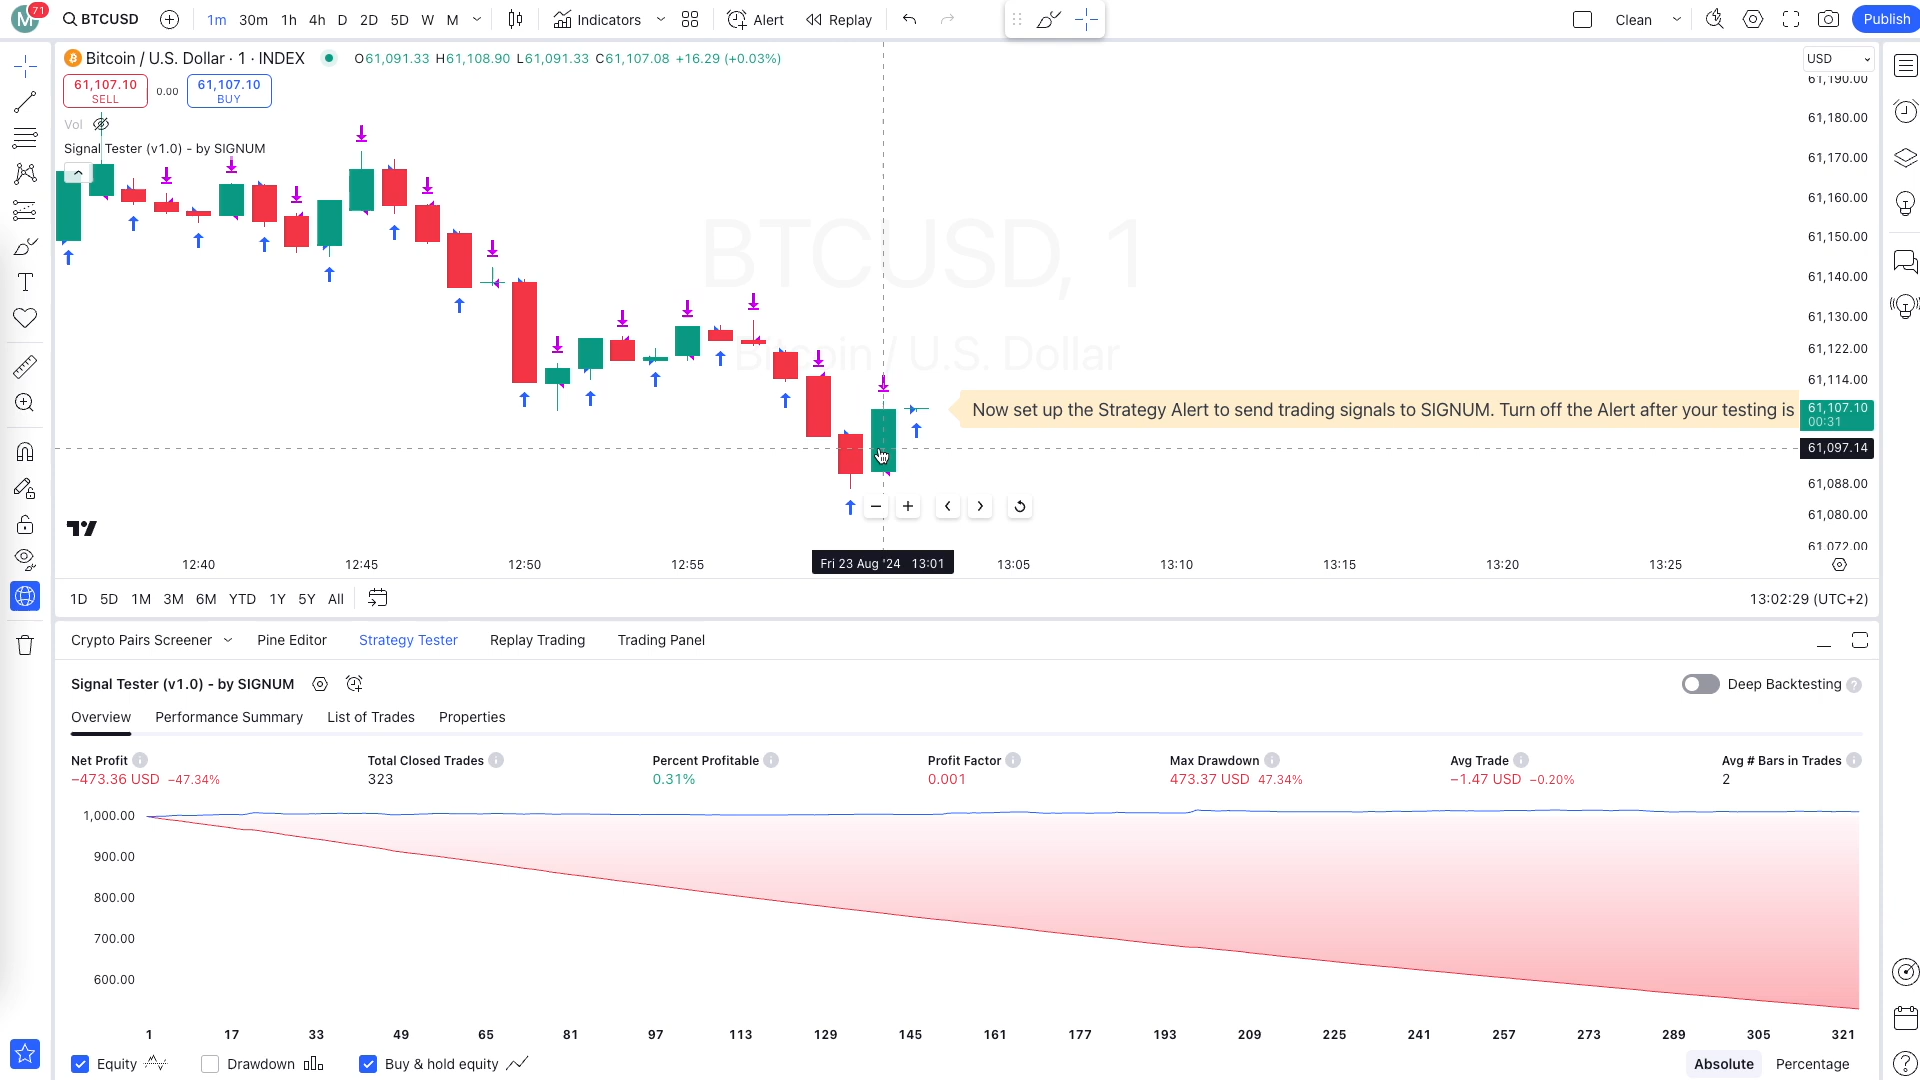 M 71 BTCUSD 1m 30m 1h 4h D 2D 5D W M Indicators Alert Replay Clean Publish
Bitcoin / U.S. Dollar · 1 · INDEX O61,091.33 H61,108.90 L61,091.33 C61,107.08 +16.29 (+0.03%) USD
61,107.10 0.00 61,107.10
SELL BUY
Vol
Signal Tester (v1.0) - by SIGNUM
BTCUSD, 1
Bitcoin / U.S. Dollar
61,190.00
61,180.00
61,170.00
61,160.00
61,150.00
61,140.00
61,130.00
61,122.00
61,114.00
Now set up the Strategy Alert to send trading signals to SIGNUM. Turn off the Alert after your testing is
61,107.10
00:31
61,097.14
61,088.00
61,080.00
61,072.00
12:40 12:45 12:50 12:55 Fri 23 Aug '24 13:01 13:05 13:10 13:15 13:20 13:25
1D 5D 1M 3M 6M YTD 1Y 5Y All 13:02:29 (UTC+2)
Crypto Pairs Screener Pine Editor Strategy Tester Replay Trading Trading Panel
Signal Tester (v1.0) - by SIGNUM Deep Backtesting
Overview Performance Summary List of Trades Properties
Net Profit Total Closed Trades Percent Profitable Profit Factor Max Drawdown Avg Trade Avg # Bars in Trades
−473.36 USD −47.34% 323 0.31% 0.001 473.37 USD 47.34% −1.47 USD −0.20% 2
1,000.00
900.00
800.00
700.00
600.00
1 17 33 49 65 81 97 113 129 145 161 177 193 209 225 241 257 273 289 305 321
Equity Drawdown Buy & hold equity Absolute Percentage